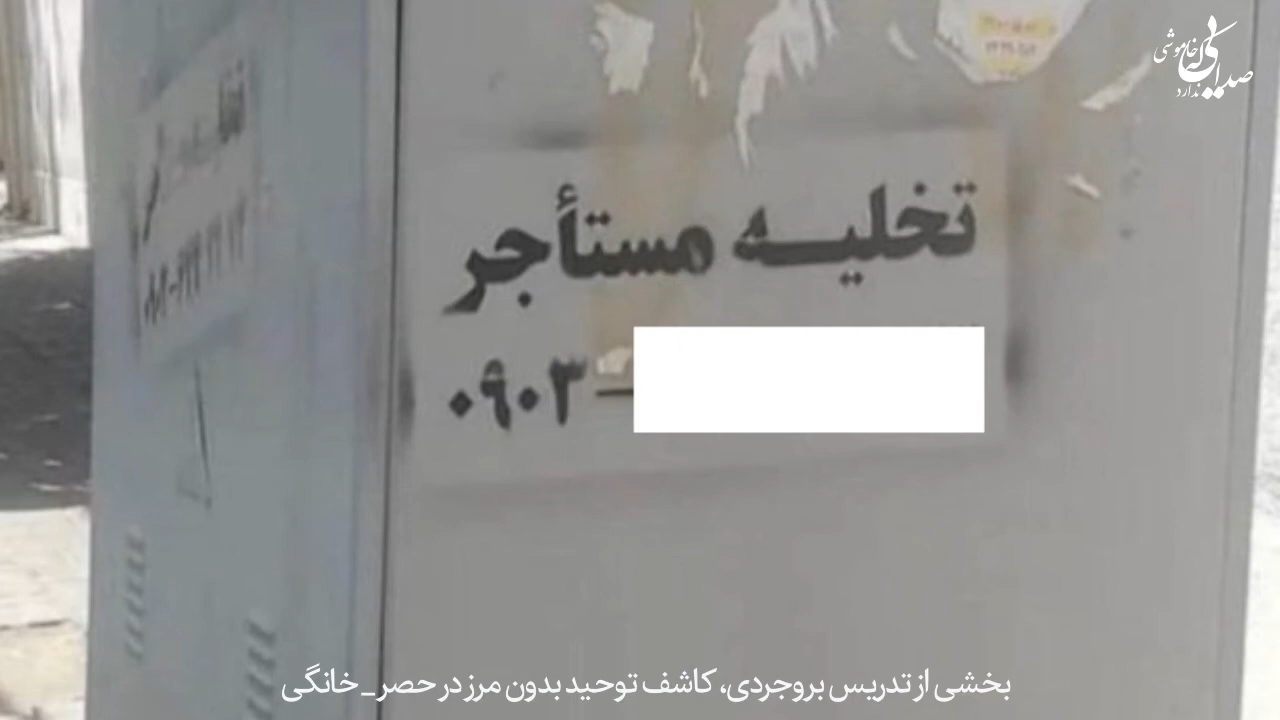 صدایی که خاموشی ندارد
تخلیه مستأجر
۰۹۰۳ –
بخشی از تدریس بروجردی، کاشف توحید بدون مرز در حصر_خانگی